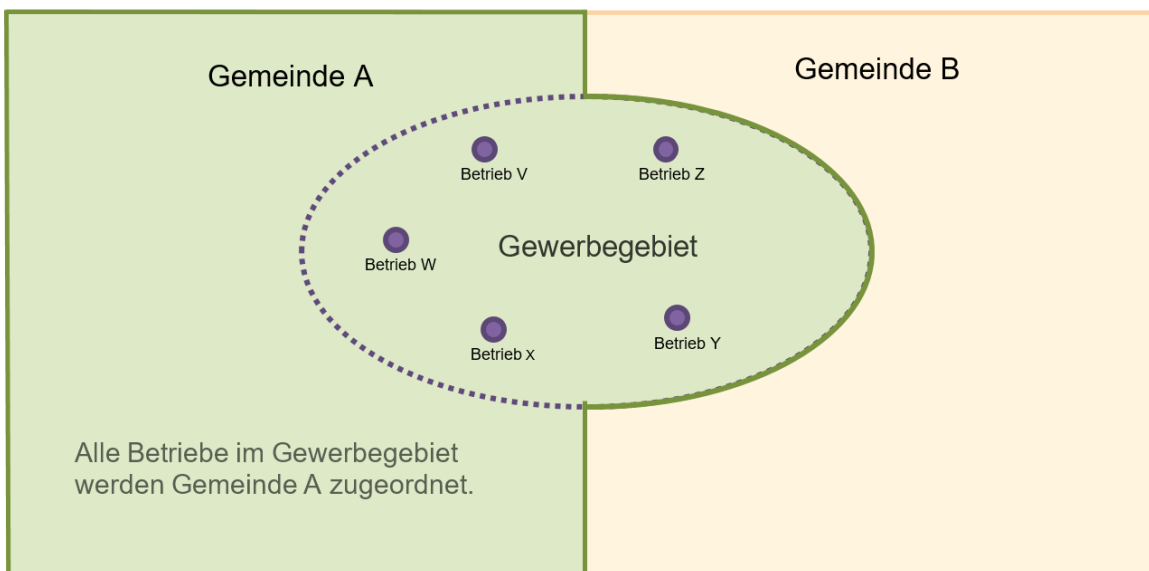 Gemeinde A
Gemeinde B
Betrieb V
Betrieb Z
Gewerbegebiet
Betrieb W
Betrieb Y
Betrieb X
Alle Betriebe im Gewerbegebiet
werden Gemeinde A zugeordnet.